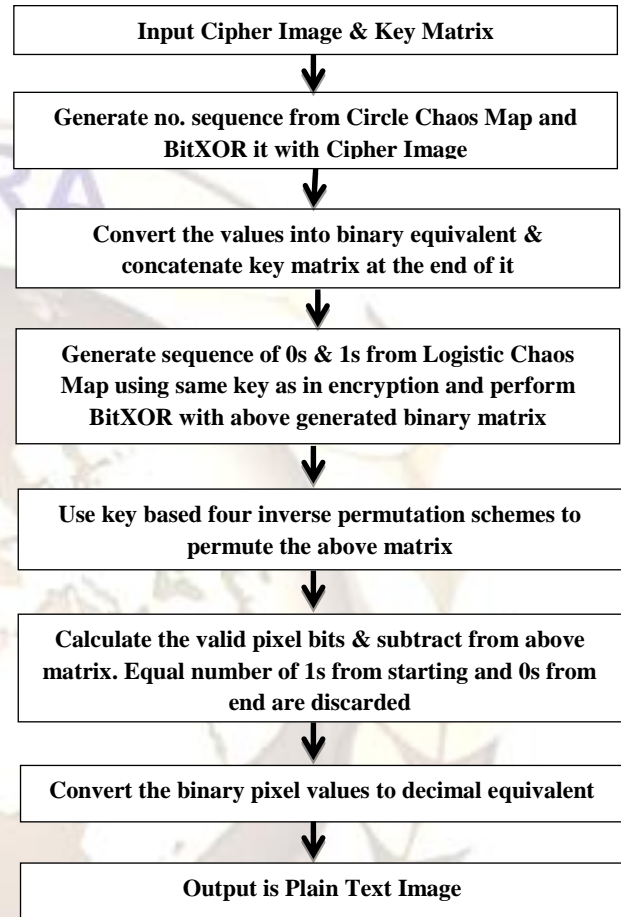 Input Cipher Image & Key Matrix
Generate no. sequence from Circle Chaos Map and
BitXOR it with Cipher Image
RA
Convert the values into binary equivalent &
concatenate key matrix at the end of it
Generate sequence of 0s & 1s from Logistic Chaos
Map using same key as in encryption and perform
BitXOR with above generated binary matrix
Use key based four inverse permutation schemes to
permute the above matrix
Calculate the valid pixel bits & subtract from above
matrix. Equal number of 1s from starting and 0s from
end are discarded
Convert the binary pixel values to decimal equivalent
Output is Plain Text Image